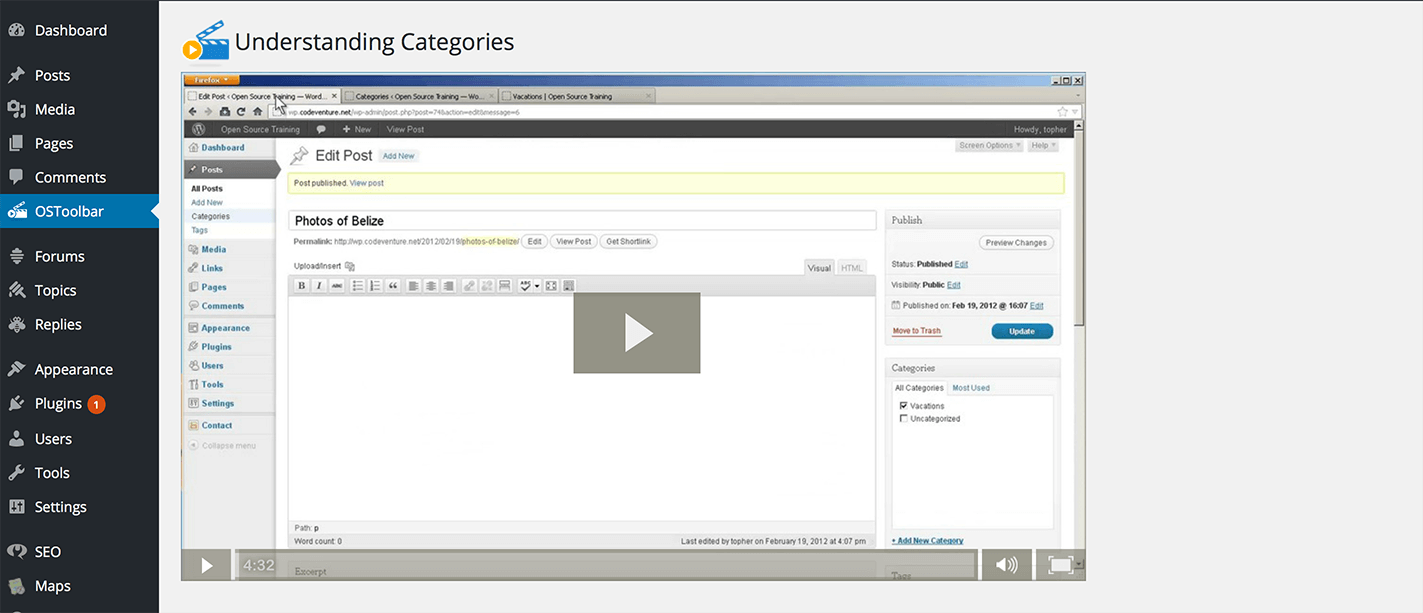 Dashboard
Posts
Media
Pages
Comments
OSToolbar
Forums
Topics
Replies
Appearance
Plugins 1
Users
Tools
Settings
SEO
Maps
Understanding Categories
Firefox
Edit Post ‹ Open Source Training — Word...
Categories ‹ Open Source Training — Wo...
Vacations | Open Source Training
wp.codeventure.net/wp-admin/post.php?post=74&action=edit&message=6
Open Source Training + New View Post Howdy, topher
Dashboard
Posts
All Posts
Add New
Categories
Tags
Media
Links
Pages
Comments
Appearance
Plugins
Users
Tools
Settings
Contact
Collapse menu
Screen Options Help
Edit Post Add New
Post published. View post
Photos of Belize
Permalink: http://wp.codeventure.net/2012/02/19/photos-of-belize/ Edit View Post Get Shortlink
Upload/Insert Visual HTML
B I ABC ABC
Path: p
Word count: 0 Last edited by topher on February 19, 2012 at 4:07 pm
Excerpt
Publish
Preview Changes
Status: Published Edit
Visibility: Public Edit
Published on: Feb 19, 2012 @ 16:07 Edit
Move to Trash Update
Categories
All Categories Most Used
Vacations
Uncategorized
+ Add New Category
Tags
4:32